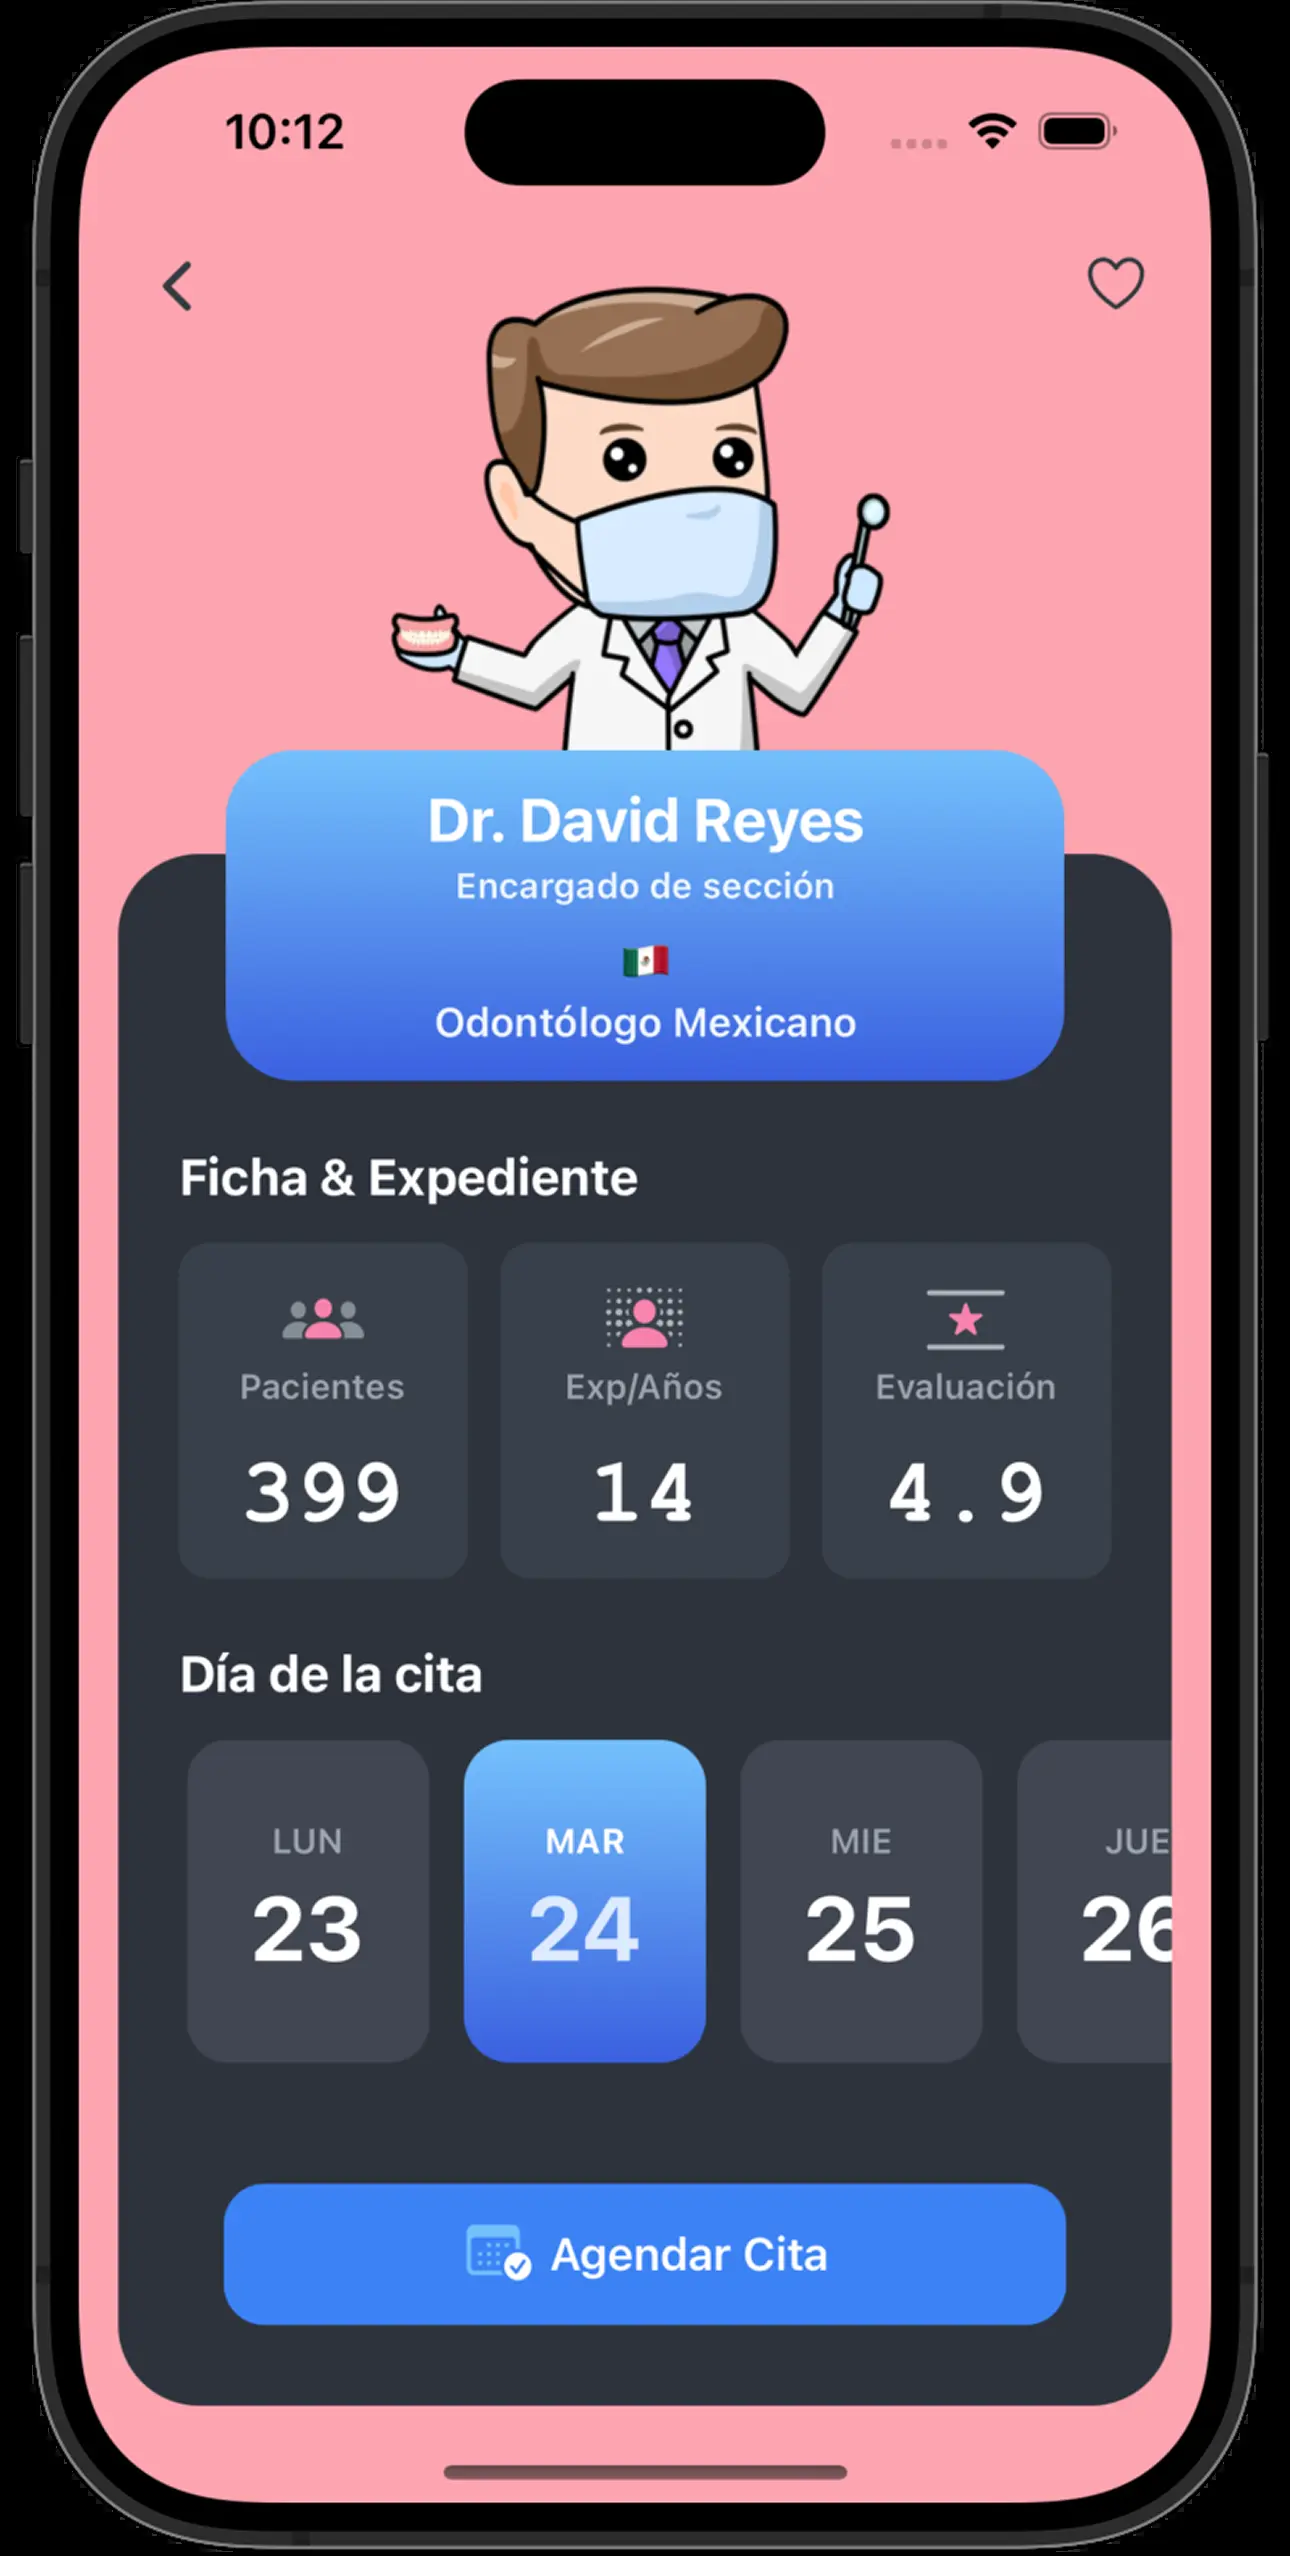 10:12
Dr. David Reyes
Encargado de sección
🇲🇽
Odontólogo Mexicano
Ficha & Expediente
Pacientes
399
Exp/Años
14
Evaluación
4.9
Día de la cita
LUN
23
MAR
24
MIE
25
JUE
26
Agendar Cita